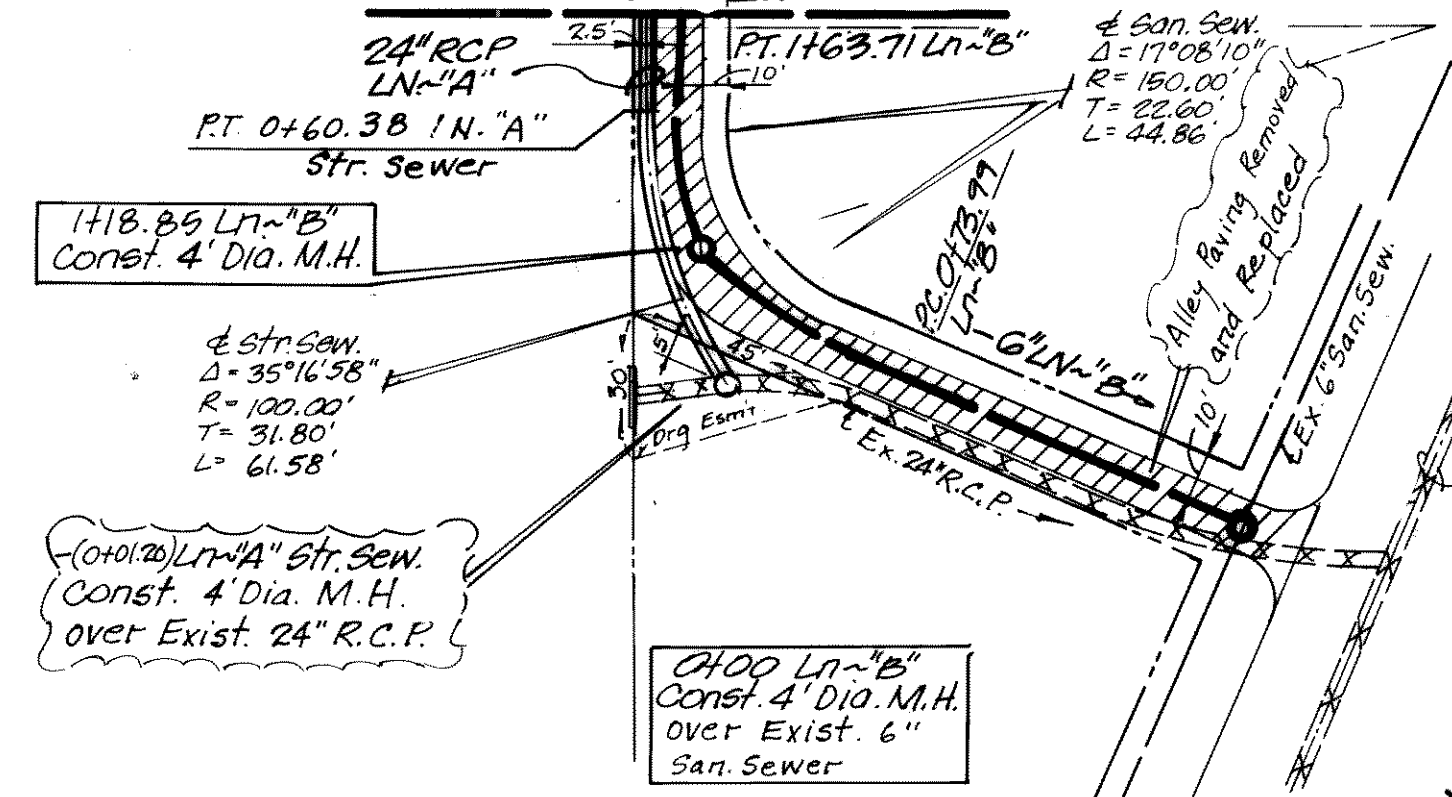 24" RCP
LN~"A"
2.5'
P.T. 1+63.71 Ln~"B"
10'
P.T. 0+60.38 LN. "A"
Str. Sewer
℄ San. Sew.
Δ = 17°08'10"
R = 150.00'
T = 22.60'
L = 44.86'
Alley Paving Removed
and Replaced
1+18.85 Ln~"B"
Const. 4' Dia. M.H.
P.C. 0+73.99
Ln~"B"
℄ Str. Sew.
Δ = 35°16'58"
R = 100.00'
T = 31.80'
L = 61.58'
30'
5'
45'
Drg Esm't
6" LN~"B"
10'
Ex. 6" San. Sew.
Ex. 24" R.C.P.
-(0+01.20) Ln~"A" Str. Sew.
Const. 4' Dia. M.H.
over Exist. 24" R.C.P.
0+00 Ln~"B"
Const. 4' Dia. M.H.
over Exist. 6"
San. Sewer